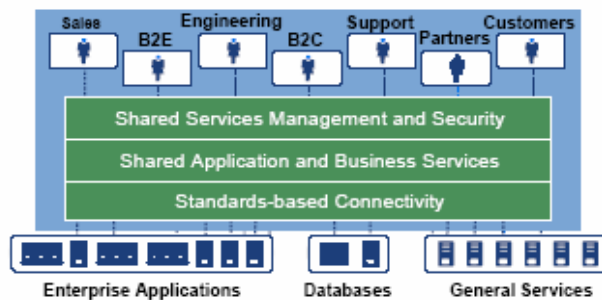 Sales
B2E
Engineering
B2C
Support
Partners
Customers
Shared Services Management and Security
Shared Application and Business Services
Standards-based Connectivity
Enterprise Applications
Databases
General Services